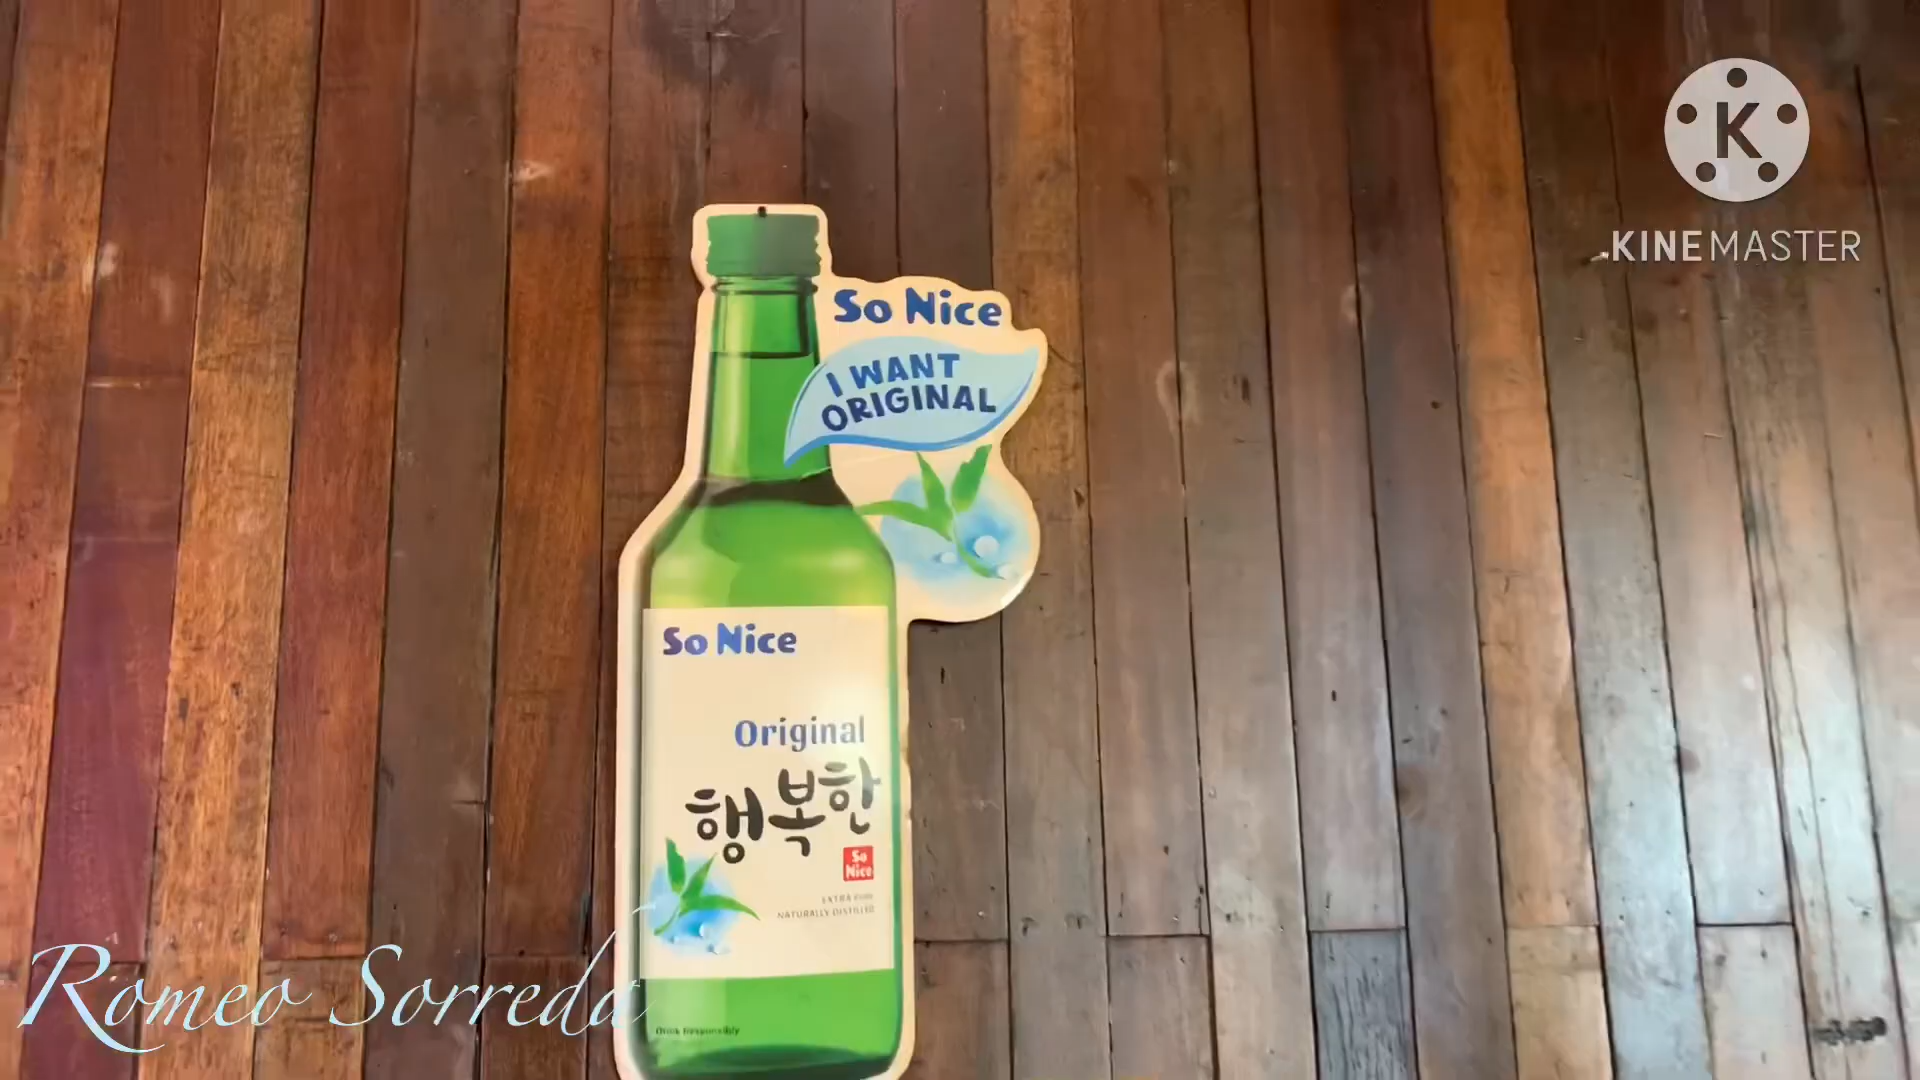 K
KINEMASTER
So Nice
I WANT
ORIGINAL
So Nice
Original
행복한
So
Nice
EXTRA
NATURALLY DISTILLED
Drink Responsibly
Romeo Sorreda